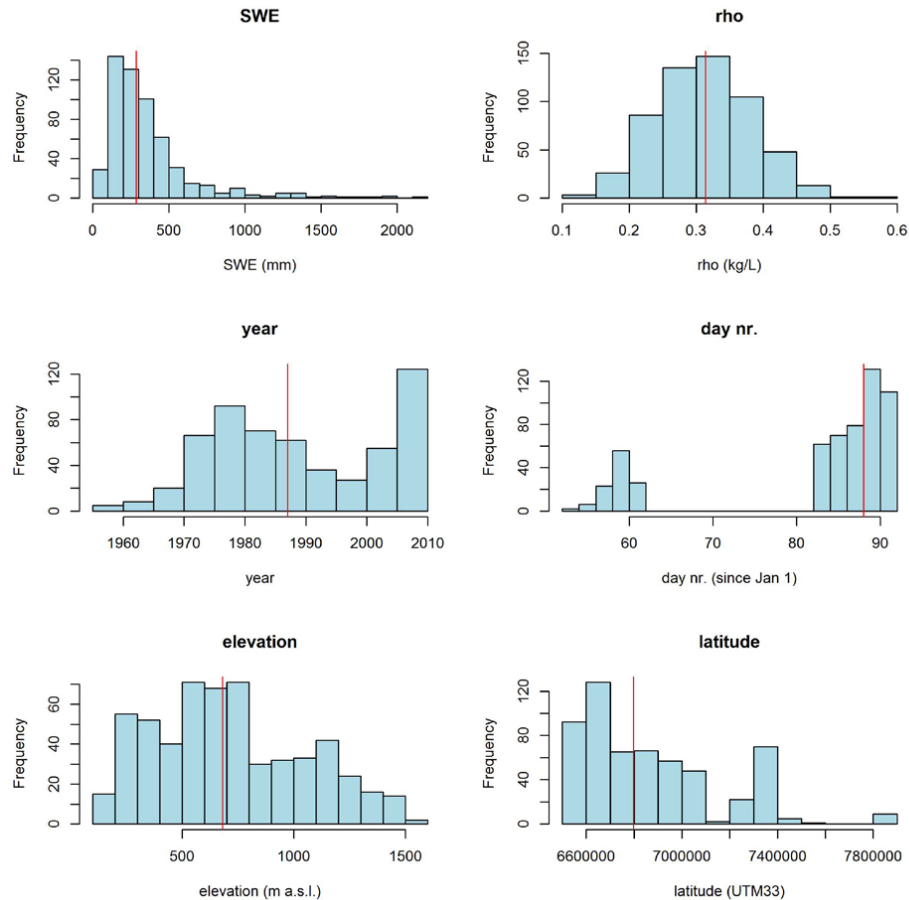 SWE
Frequency
0 40 80 120
0 500 1000 1500 2000
SWE (mm)
rho
Frequency
0 50 100 150
0.1 0.2 0.3 0.4 0.5 0.6
rho (kg/L)
year
Frequency
0 40 80 120
1960 1970 1980 1990 2000 2010
year
day nr.
Frequency
0 40 80 120
60 70 80 90
day nr. (since Jan 1)
elevation
Frequency
0 20 40 60
500 1000 1500
elevation (m a.s.l.)
latitude
Frequency
0 40 80 120
6600000 7000000 7400000 7800000
latitude (UTM33)